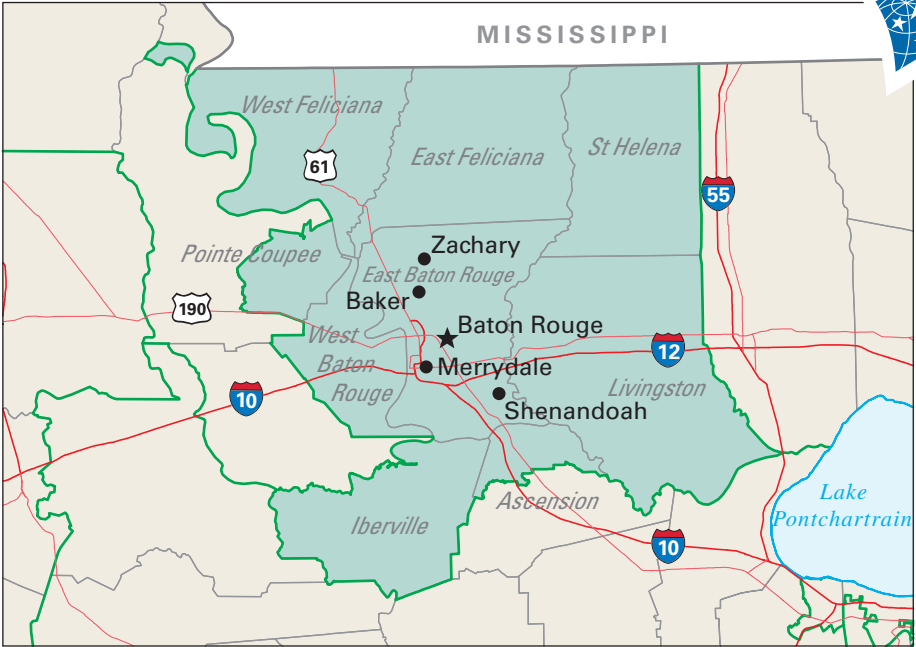 MISSISSIPPI
West Feliciana
61
East Feliciana
St Helena
55
Pointe Coupee
Zachary
East Baton Rouge
Baker
190
Baton Rouge
West
Baton
Rouge
12
Merrydale
Livingston
10
Shenandoah
Ascension
Iberville
Lake
Pontchartrain
10